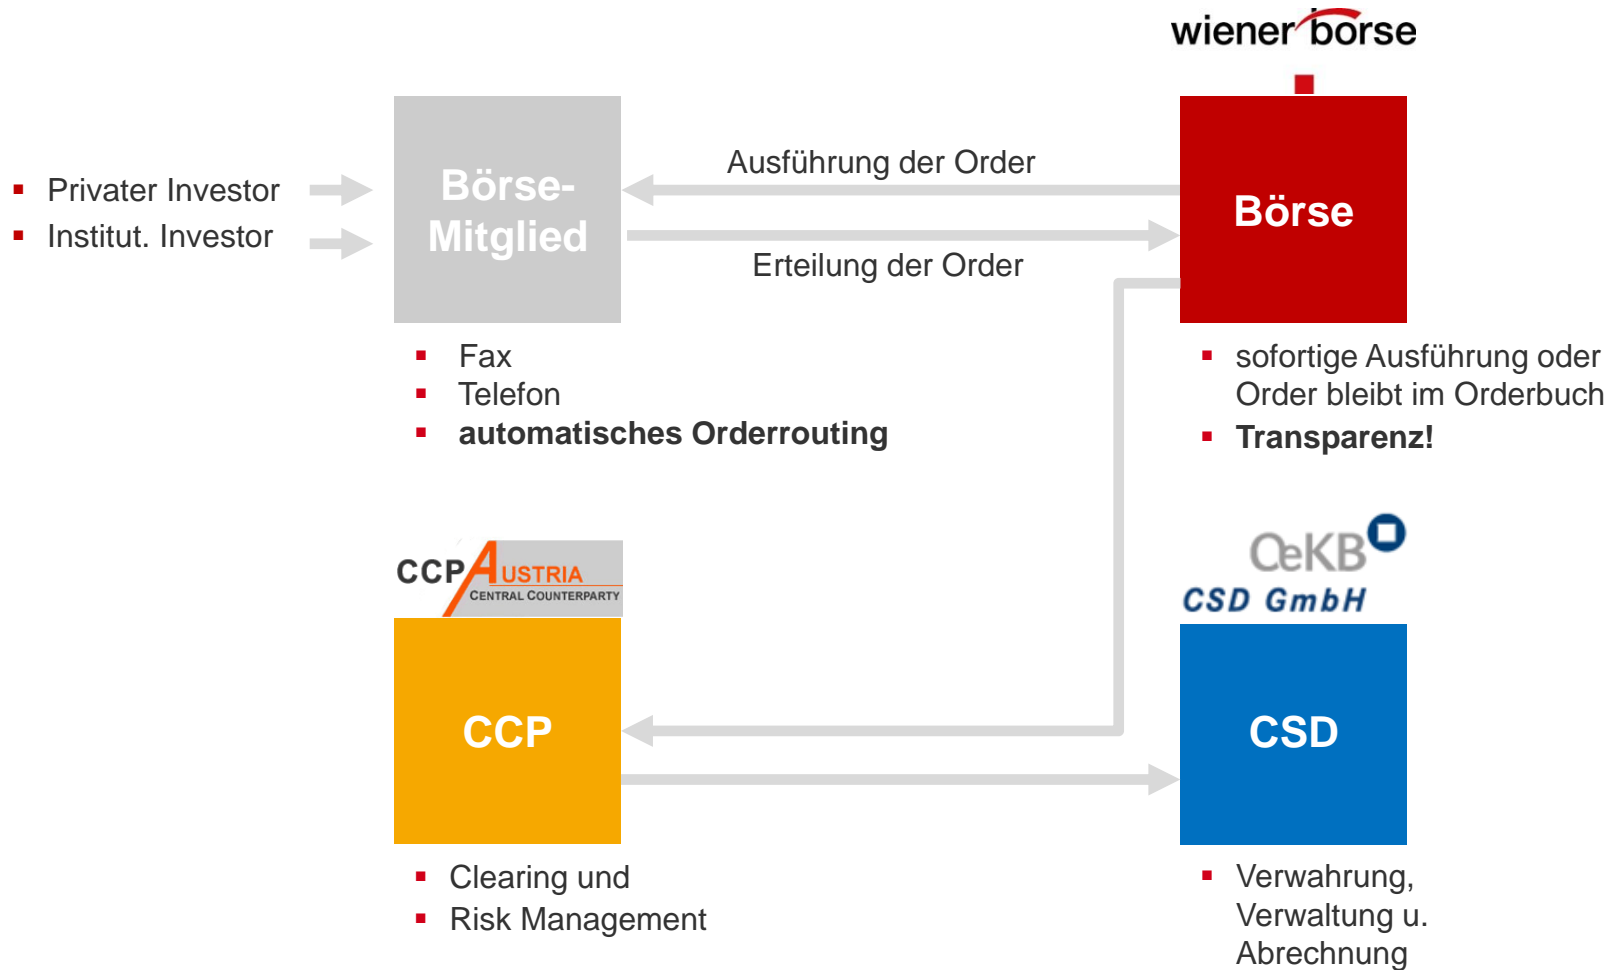 wiener börse
Privater Investor
Institut. Investor
Börse-
Mitglied
Ausführung der Order
Erteilung der Order
Börse
Fax
Telefon
automatisches Orderrouting
sofortige Ausführung oder
Order bleibt im Orderbuch
Transparenz!
CCP AUSTRIA
CENTRAL COUNTERPARTY
CCP
Clearing und
Risk Management
OeKB
CSD GmbH
CSD
Verwahrung,
Verwaltung u.
Abrechnung